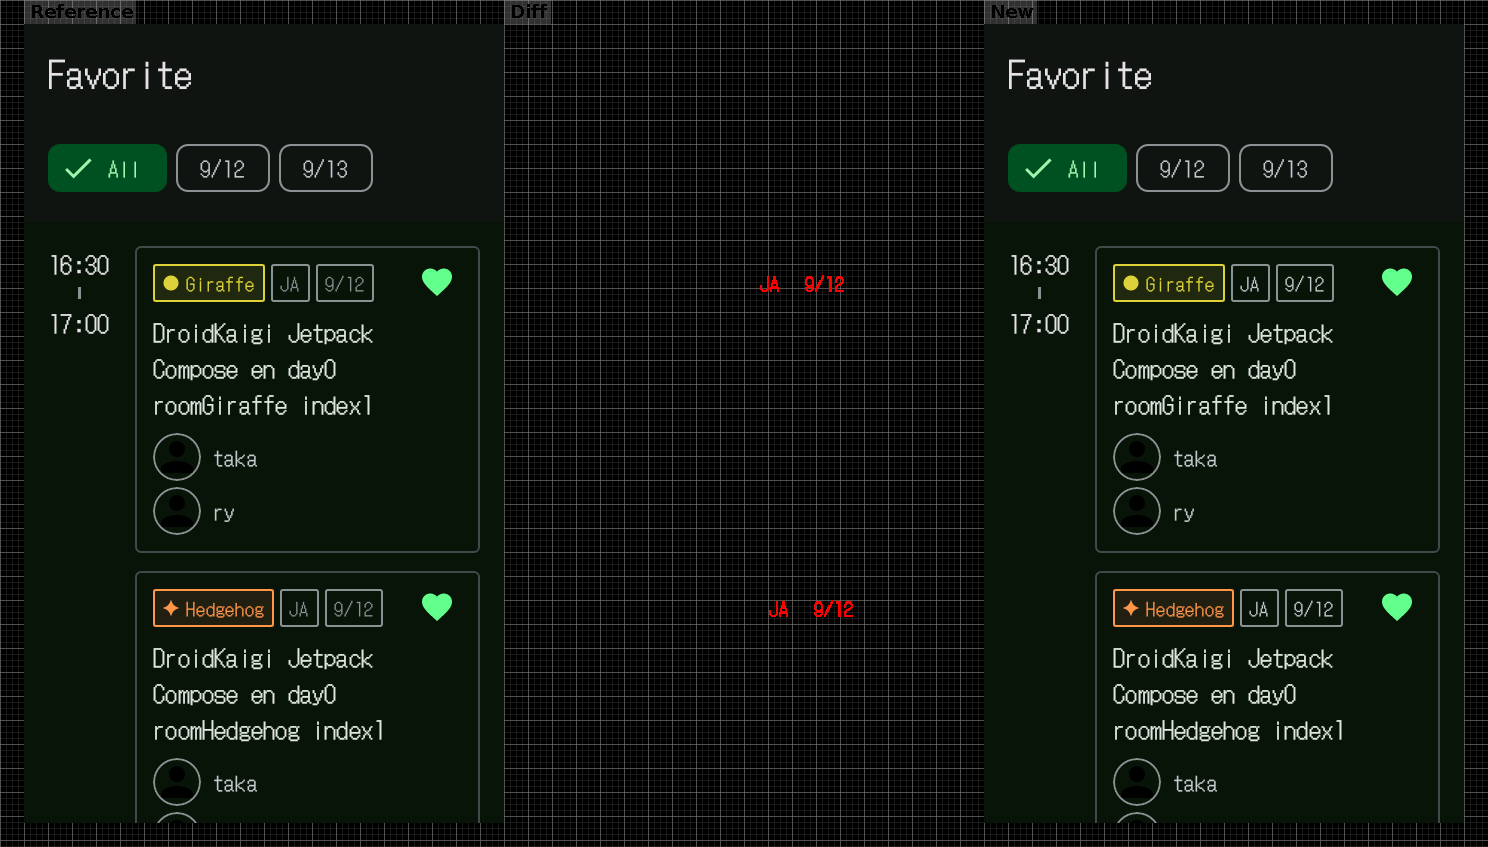 Reference
Favorite
All 9/12 9/13
16:30
17:00
Giraffe JA 9/12
DroidKaigi Jetpack
Compose en day0
roomGiraffe index1
taka
ry
Hedgehog JA 9/12
DroidKaigi Jetpack
Compose en day0
roomHedgehog index1
taka
Diff
JA 9/12
JA 9/12
New
Favorite
All 9/12 9/13
16:30
17:00
Giraffe JA 9/12
DroidKaigi Jetpack
Compose en day0
roomGiraffe index1
taka
ry
Hedgehog JA 9/12
DroidKaigi Jetpack
Compose en day0
roomHedgehog index1
taka